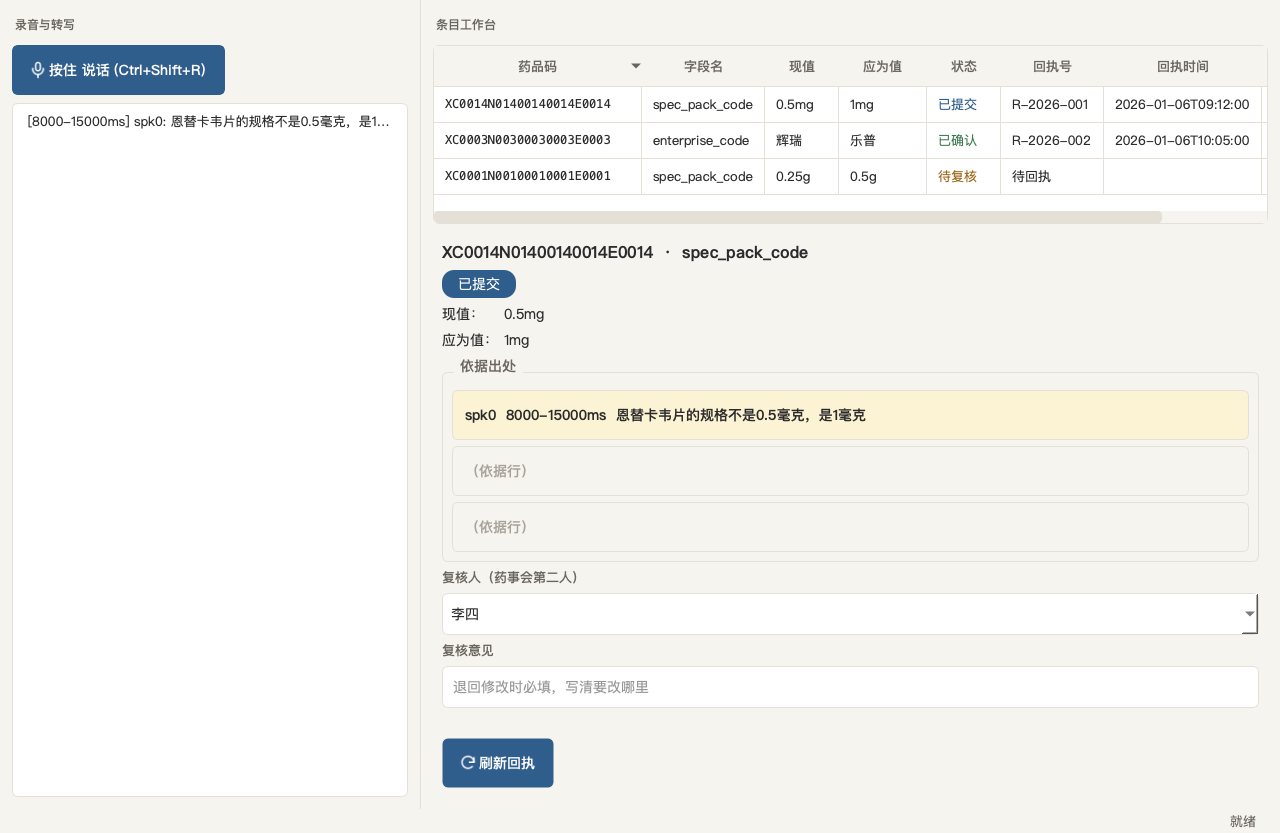 录音与转写
按住 说话 (Ctrl+Shift+R)
[8000-15000ms] spk0: 恩替卡韦片的规格不是0.5毫克，是1…
条目工作台
药品码 字段名 现值 应为值 状态 回执号 回执时间
XC0014N01400140014E0014 spec_pack_code 0.5mg 1mg 已提交 R-2026-001 2026-01-06T09:12:00
XC0003N00300030003E0003 enterprise_code 辉瑞 乐普 已确认 R-2026-002 2026-01-06T10:05:00
XC0001N00100010001E0001 spec_pack_code 0.25g 0.5g 待复核 待回执
XC0014N01400140014E0014 · spec_pack_code
已提交
现值： 0.5mg
应为值： 1mg
依据出处
spk0 8000-15000ms 恩替卡韦片的规格不是0.5毫克，是1毫克
（依据行）
（依据行）
复核人（药事会第二人）
李四
复核意见
退回修改时必填，写清要改哪里
刷新回执
就绪